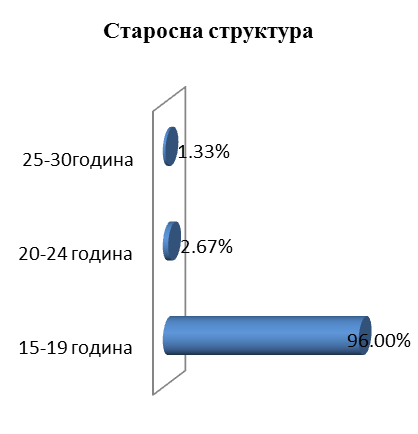 Старосна структура
25-30година
1.33%
20-24 година
2.67%
15-19 година
96.00%